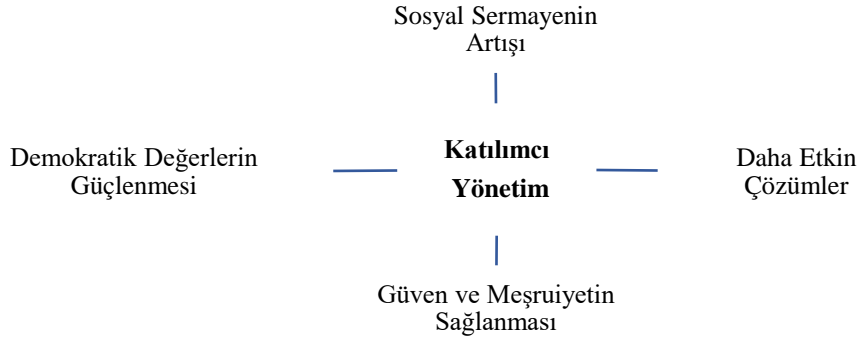 Sosyal Sermayenin
Artışı
Demokratik Değerlerin
Güçlenmesi
Katılımcı
Yönetim
Daha Etkin
Çözümler
Güven ve Meşruiyetin
Sağlanması